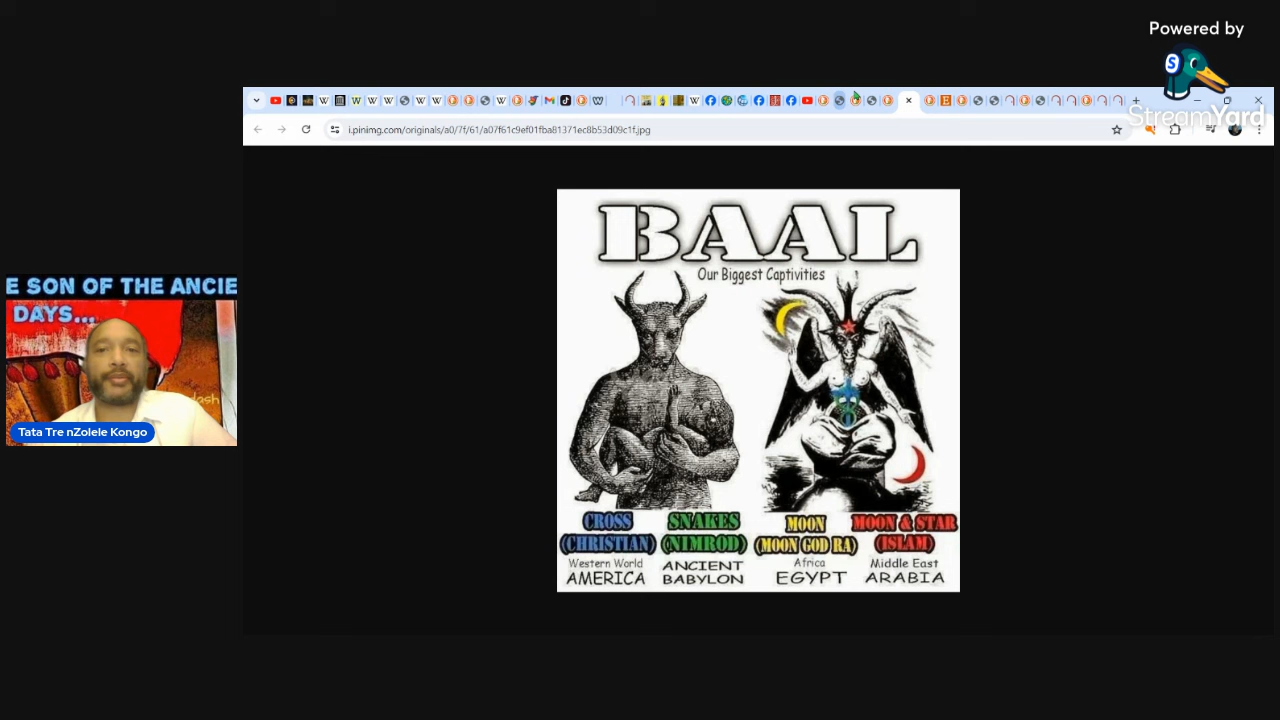 Powered by
StreamYard
i.pinimg.com/originals/a0/7f/61/a07f61c9ef01fba81371ec8b53d09c1f.jpg
E SON OF THE ANCIE
DAYS...
Tata Tre nZolele Kongo
BAAL
Our Biggest Captivities
CROSS
(CHRISTIAN)
Western World
AMERICA
SNAKES
(NIMROD)
ANCIENT
BABYLON
MOON
(MOON GOD RA)
Africa
EGYPT
MOON & STAR
(ISLAM)
Middle East
ARABIA